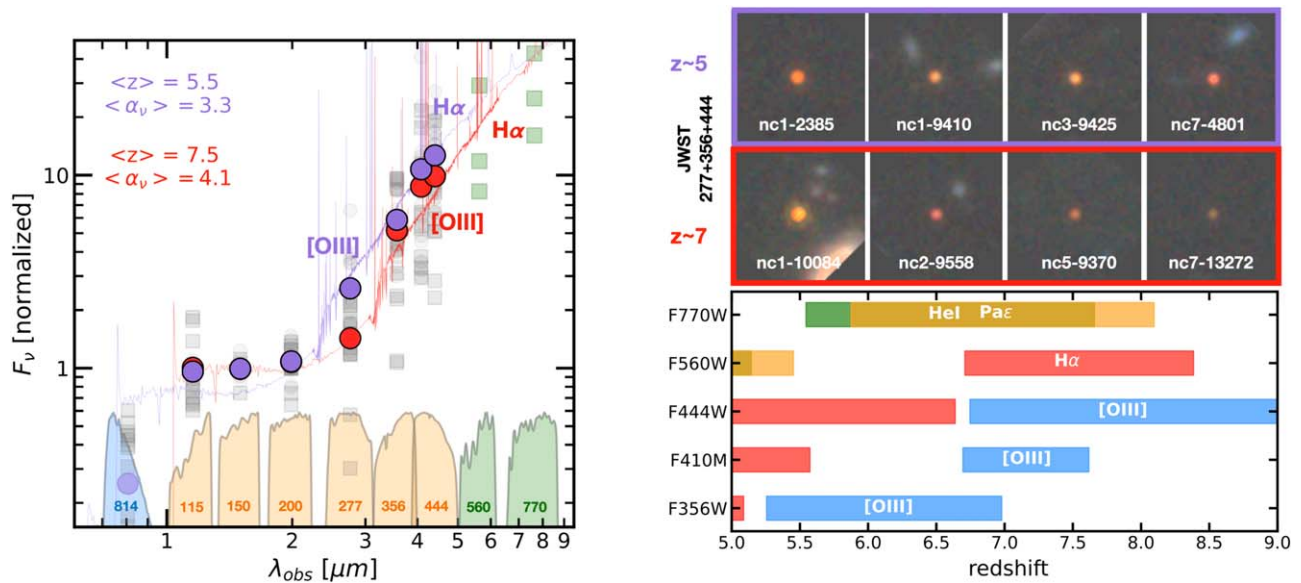 <z> = 5.5
<αν> = 3.3
<z> = 7.5
<αν> = 4.1
Hα
Hα
[OIII]
[OIII]
10
1
Fν [normalized]
814
115
150
200
277
356
444
560
770
1
2
3
4
5
6
7
8
9
λobs [μm]
z~5
z~7
JWST
277+356+444
nc1-2385
nc1-9410
nc3-9425
nc7-4801
nc1-10084
nc2-9558
nc5-9370
nc7-13272
F770W
HeI Paε
F560W
Hα
F444W
[OIII]
F410M
[OIII]
F356W
[OIII]
5.0
5.5
6.0
6.5
7.0
7.5
8.0
8.5
9.0
redshift